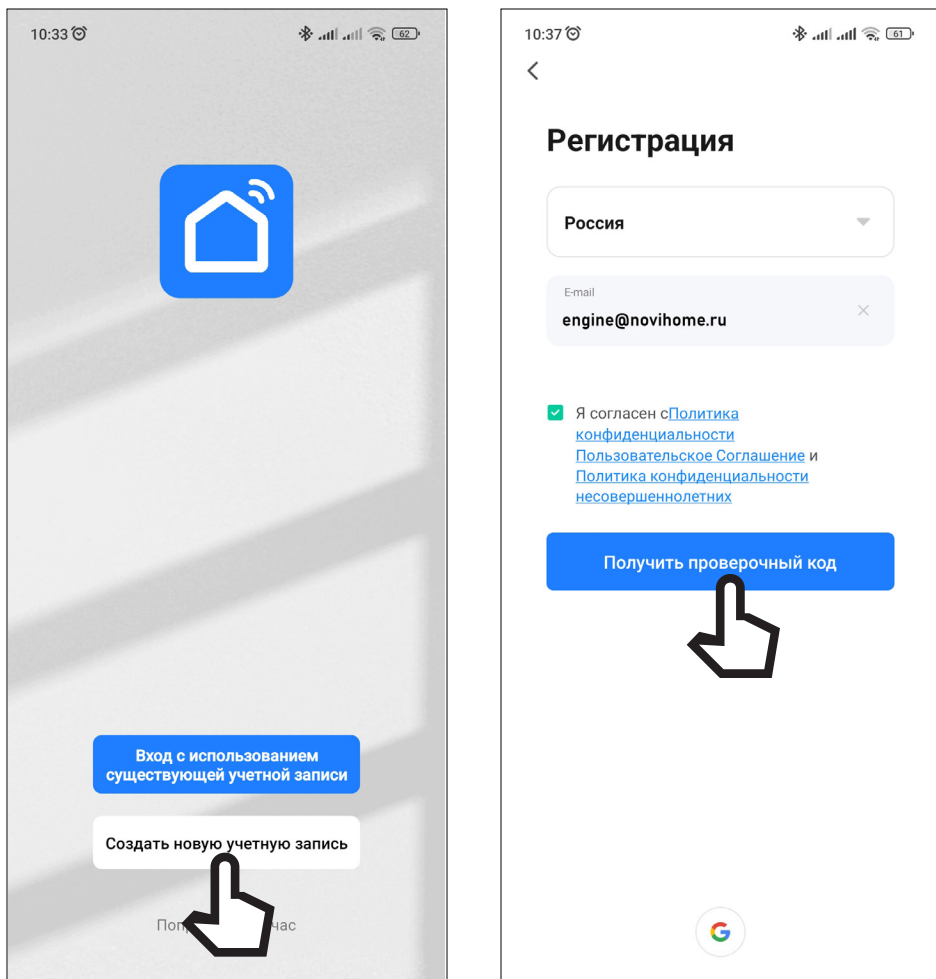 10:33
62
Вход с использованием
существующей учетной записи
Создать новую учетную запись
10:37
61
Регистрация
Россия
E-mail
engine@novihome.ru
Я согласен сПолитика
конфиденциальности
Пользовательское Соглашение и
Политика конфиденциальности
несовершеннолетних
Получить проверочный код
G